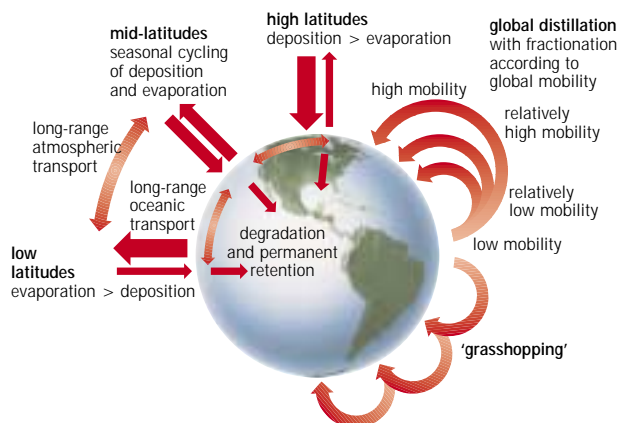 high latitudes
deposition > evaporation
mid-latitudes
seasonal cycling
of deposition
and evaporation
global distillation
with fractionation
according to
global mobility
high mobility
relatively
high mobility
relatively
low mobility
low mobility
long-range
atmospheric
transport
long-range
oceanic
transport
low
latitudes
evaporation > deposition
degradation
and permanent
retention
'grasshopping'